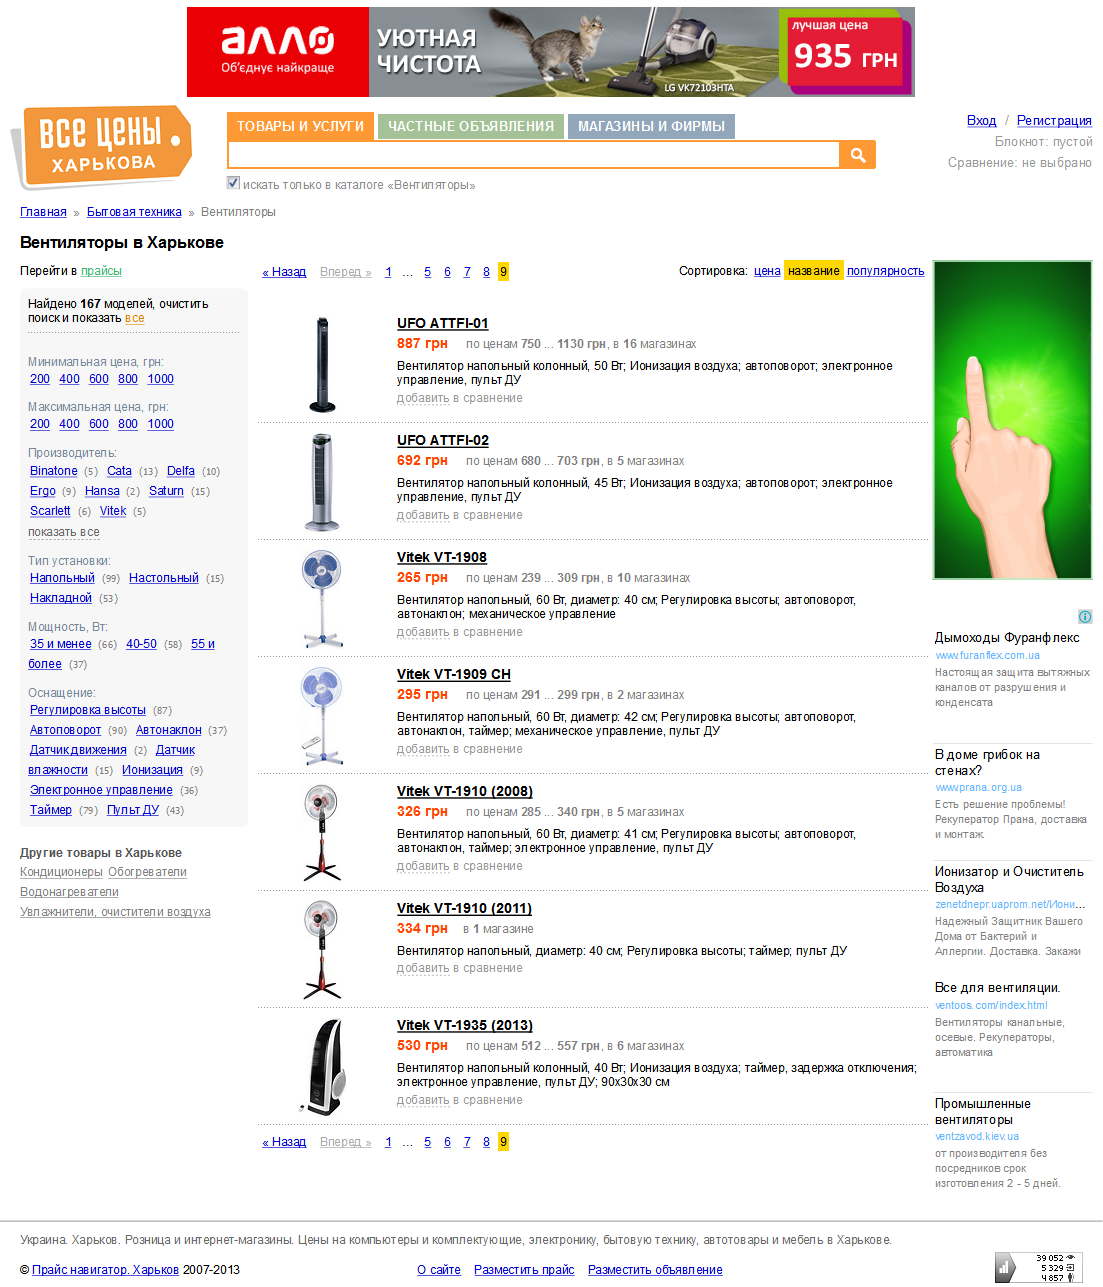 алло
Об'єднує найкраще
УЮТНАЯ
ЧИСТОТА
LG VK72103HTA
лучшая цена
935 ГРН
ВСЕ ЦЕНЫ
ХАРЬКОВА
ТОВАРЫ И УСЛУГИ
ЧАСТНЫЕ ОБЪЯВЛЕНИЯ
МАГАЗИНЫ И ФИРМЫ
искать только в каталоге «Вентиляторы»
Вход / Регистрация
Блокнот: пустой
Сравнение: не выбрано
Главная » Бытовая техника » Вентиляторы
Вентиляторы в Харькове
Перейти в прайсы
Найдено 167 моделей, очистить
поиск и показать все
Минимальная цена, грн:
200 400 600 800 1000
Максимальная цена, грн:
200 400 600 800 1000
Производитель:
Binatone (5) Cata (13) Delfa (10)
Ergo (9) Hansa (2) Saturn (15)
Scarlett (6) Vitek (5)
показать все
Тип установки:
Напольный (99) Настольный (15)
Накладной (53)
Мощность, Вт:
35 и менее (66) 40-50 (58) 55 и
более (37)
Оснащение:
Регулировка высоты (87)
Автоповорот (90) Автонаклон (37)
Датчик движения (2) Датчик
влажности (15) Ионизация (9)
Электронное управление (36)
Таймер (79) Пульт ДУ (43)
Другие товары в Харькове
Кондиционеры Обогреватели
Водонагреватели
Увлажнители, очистители воздуха
« Назад Вперед » 1 ... 5 6 7 8 9
Сортировка: цена название популярность
UFO ATTFI-01
887 грн по ценам 750 ... 1130 грн, в 16 магазинах
Вентилятор напольный колонный, 50 Вт; Ионизация воздуха; автоповорот; электронное
управление, пульт ДУ
добавить в сравнение
UFO ATTFI-02
692 грн по ценам 680 ... 703 грн, в 5 магазинах
Вентилятор напольный колонный, 45 Вт; Ионизация воздуха; автоповорот; электронное
управление, пульт ДУ
добавить в сравнение
Vitek VT-1908
265 грн по ценам 239 ... 309 грн, в 10 магазинах
Вентилятор напольный, 60 Вт, диаметр: 40 см; Регулировка высоты; автоповорот,
автонаклон; механическое управление
добавить в сравнение
Vitek VT-1909 CH
295 грн по ценам 291 ... 299 грн, в 2 магазинах
Вентилятор напольный, 60 Вт, диаметр: 42 см; Регулировка высоты; автоповорот,
автонаклон, таймер; механическое управление, пульт ДУ
добавить в сравнение
Vitek VT-1910 (2008)
326 грн по ценам 285 ... 340 грн, в 5 магазинах
Вентилятор напольный, 60 Вт, диаметр: 41 см; Регулировка высоты; автоповорот,
автонаклон, таймер; электронное управление, пульт ДУ
добавить в сравнение
Vitek VT-1910 (2011)
334 грн в 1 магазине
Вентилятор напольный, диаметр: 40 см; Регулировка высоты; таймер; пульт ДУ
добавить в сравнение
Vitek VT-1935 (2013)
530 грн по ценам 512 ... 557 грн, в 6 магазинах
Вентилятор напольный колонный, 40 Вт; Ионизация воздуха; таймер, задержка отключения;
электронное управление, пульт ДУ; 90x30x30 см
добавить в сравнение
« Назад Вперед » 1 ... 5 6 7 8 9
Дымоходы Фуранфлекс
www.furanflex.com.ua
Настоящая защита вытяжных
каналов от разрушения и
конденсата
В доме грибок на
стенах?
www.prana.org.ua
Есть решение проблемы!
Рекуператор Прана, доставка
и монтаж.
Ионизатор и Очиститель
Воздуха
zenetdnepr.uaprom.net/Иони...
Надежный Защитник Вашего
Дома от Бактерий и
Аллергии. Доставка. Закажи
Все для вентиляции.
ventoos.com/index.html
Вентиляторы канальные,
осевые. Рекуператоры,
автоматика
Промышленные
вентиляторы
ventzavod.kiev.ua
от производителя без
посредников срок
изготовления 2 - 5 дней.
Украина. Харьков. Розница и интернет-магазины. Цены на компьютеры и комплектующие, электронику, бытовую технику, автотовары и мебель в Харькове.
© Прайс навигатор. Харьков 2007-2013
О сайте Разместить прайс Разместить объявление
39 052
5 329
4 857